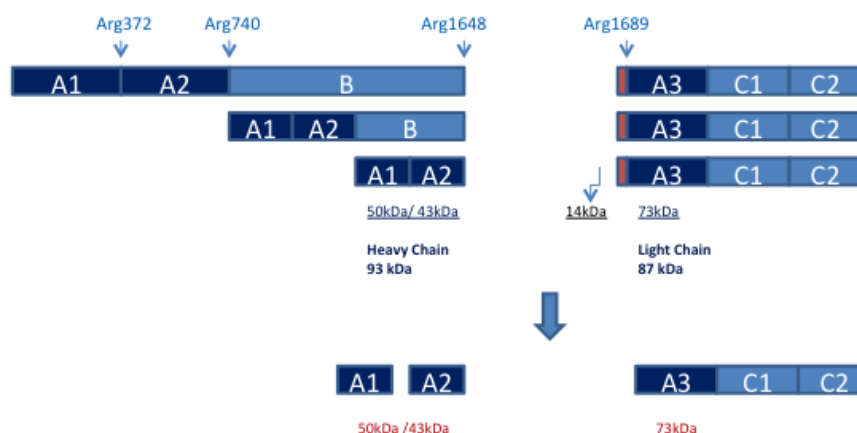 Arg372 Arg740 Arg1648 Arg1689
A1 A2 B A3 C1 C2
A1 A2 B A3 C1 C2
A1 A2 A3 C1 C2
50kDa/ 43kDa 14kDa 73kDa
Heavy Chain Light Chain
93 kDa 87 kDa
A1 A2 A3 C1 C2
50kDa /43kDa 73kDa